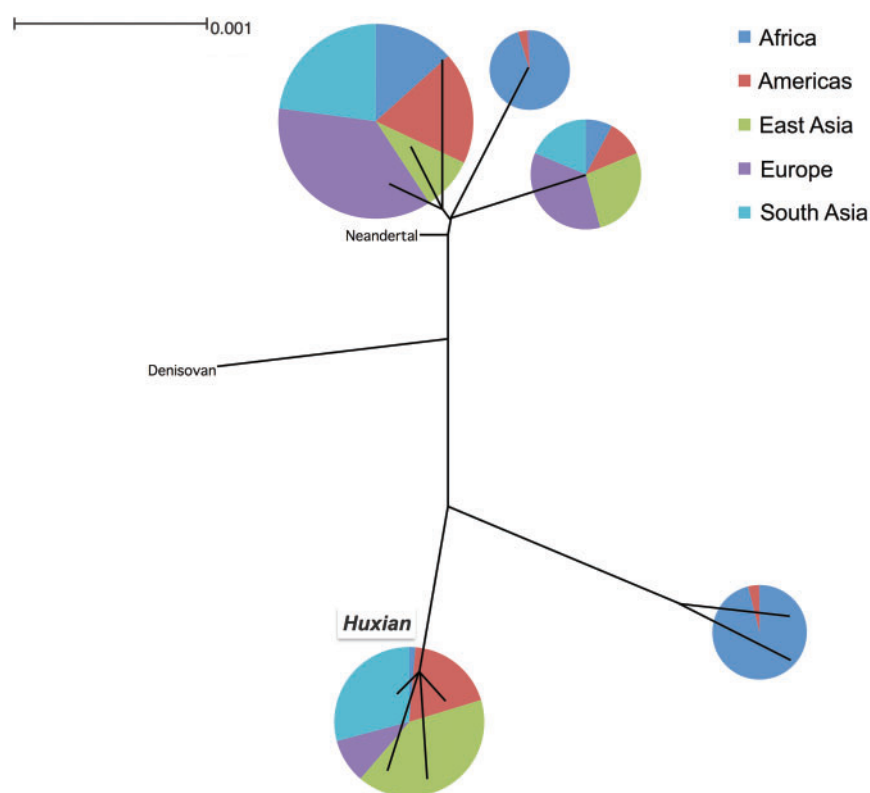 0.001
Africa
Americas
East Asia
Europe
South Asia
Neandertal
Denisovan
Huxian